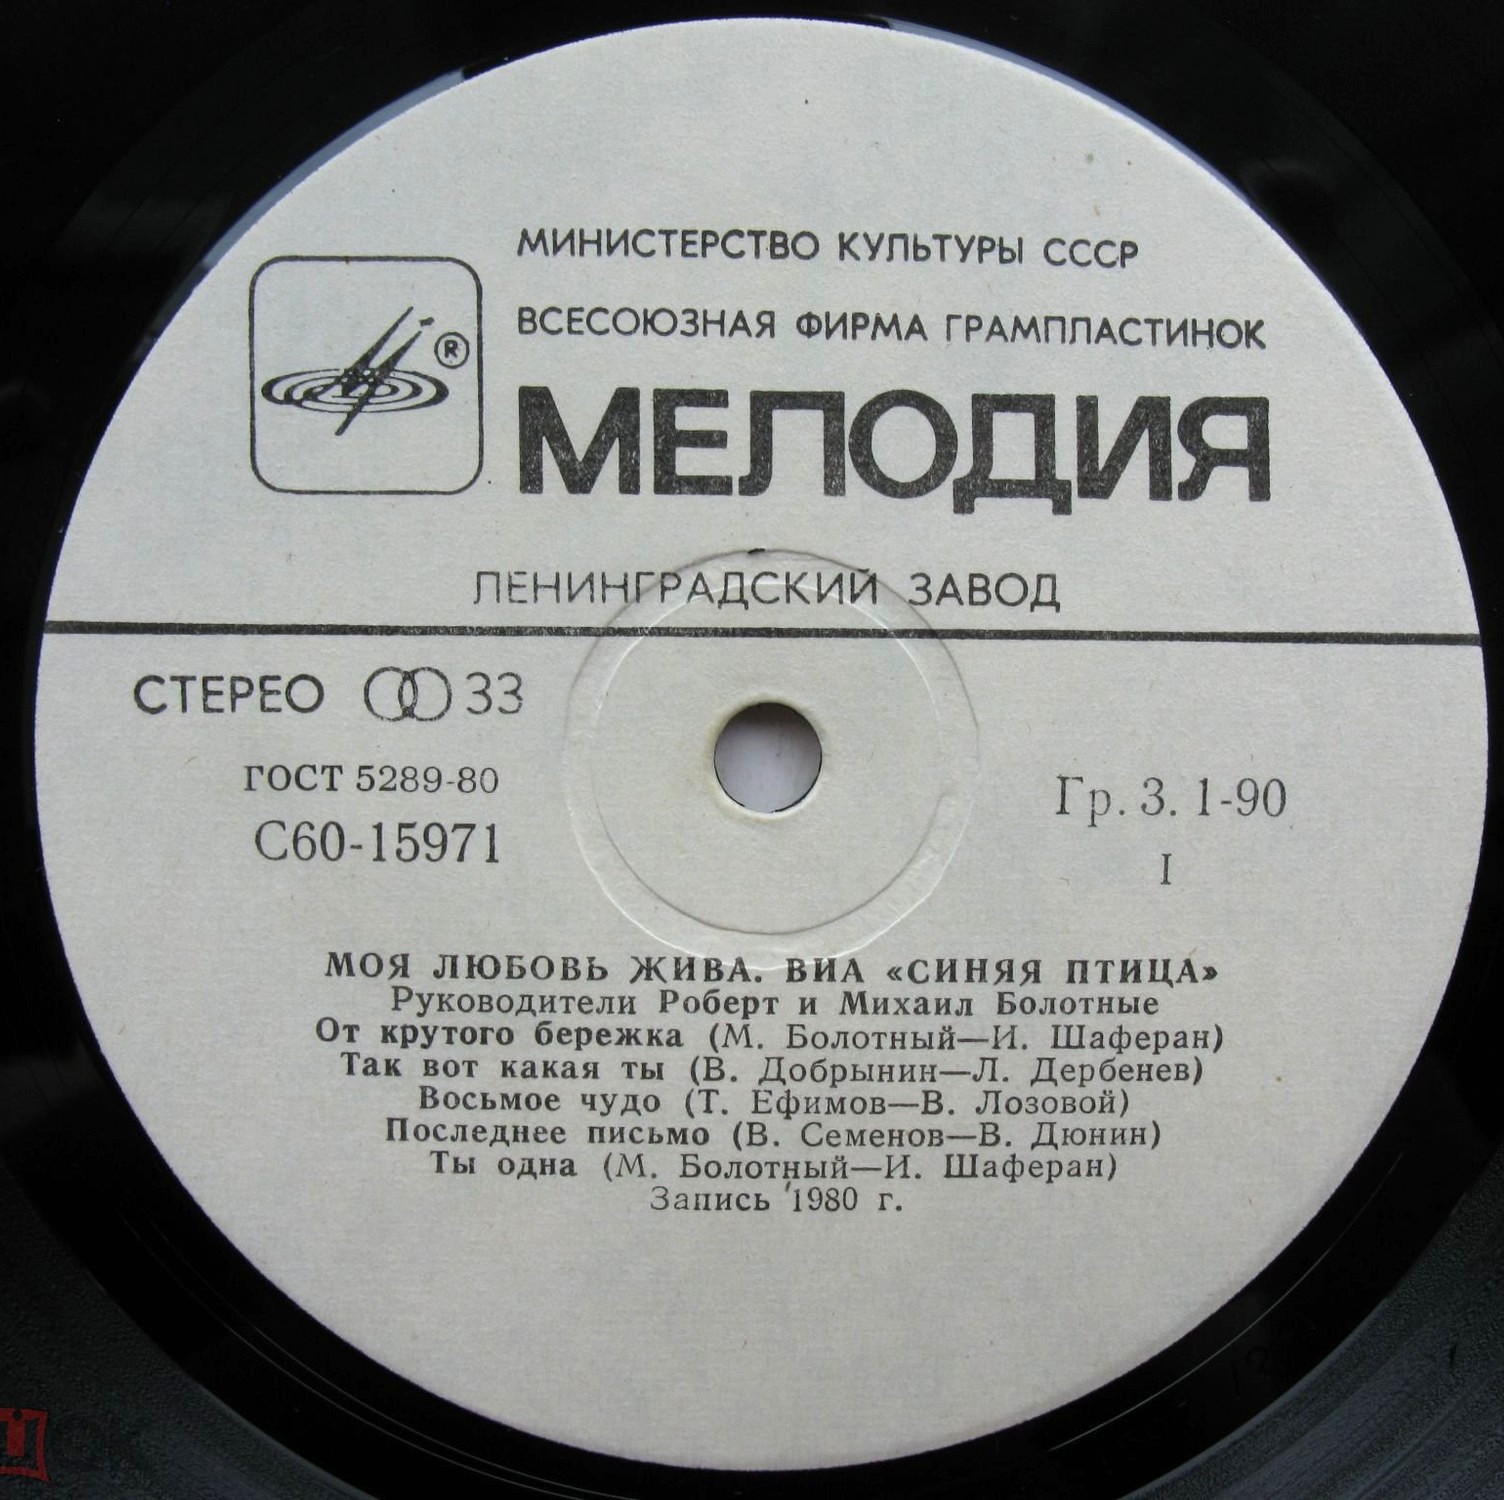 МИНИСТЕРСТВО КУЛЬТУРЫ СССР
ВСЕСОЮЗНАЯ ФИРМА ГРАМПЛАСТИНОК
®
МЕЛОДИЯ
ЛЕНИНГРАДСКИЙ ЗАВОД
СТЕРЕО 33
ГОСТ 5289-80
С60-15971
Гр. 3. 1-90
I
МОЯ ЛЮБОВЬ ЖИВА. ВИА «СИНЯЯ ПТИЦА»
Руководители Роберт и Михаил Болотные
От крутого бережка (М. Болотный—И. Шаферан)
Так вот какая ты (В. Добрынин—Л. Дербенев)
Восьмое чудо (Т. Ефимов—В. Лозовой)
Последнее письмо (В. Семенов—В. Дюнин)
Ты одна (М. Болотный—И. Шаферан)
Запись 1980 г.